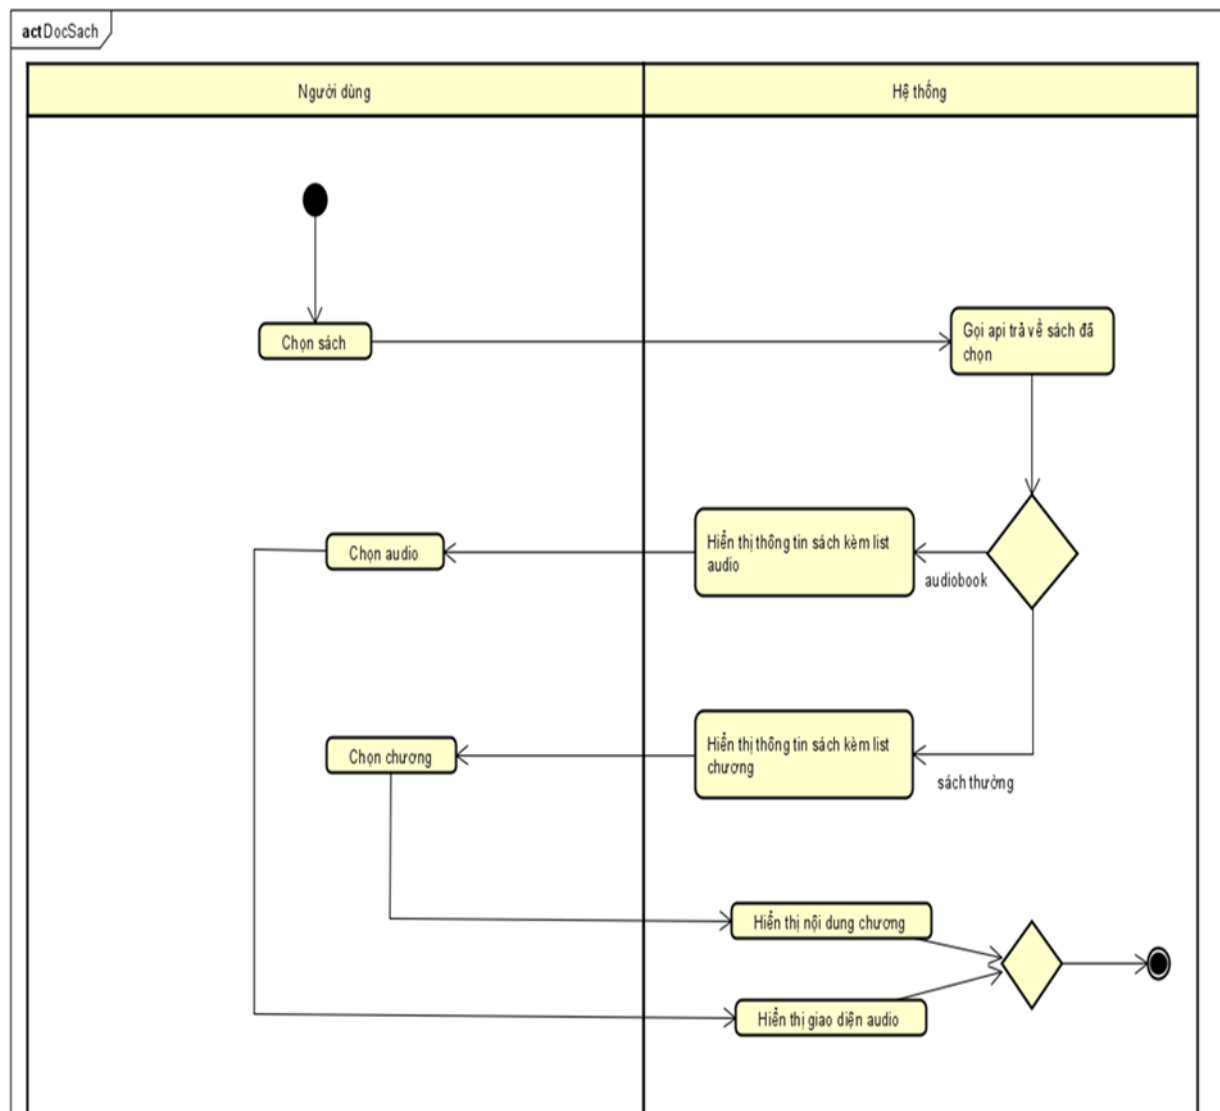 actDocSach
Người dùng
Hệ thống
Chọn sách
Gọi api trả về sách đã
chọn
Chọn audio
Hiển thị thông tin sách kèm list
audio
audiobook
Chọn chương
Hiển thị thông tin sách kèm list
chương
sách thường
Hiển thị nội dung chương
Hiển thị giao diện audio